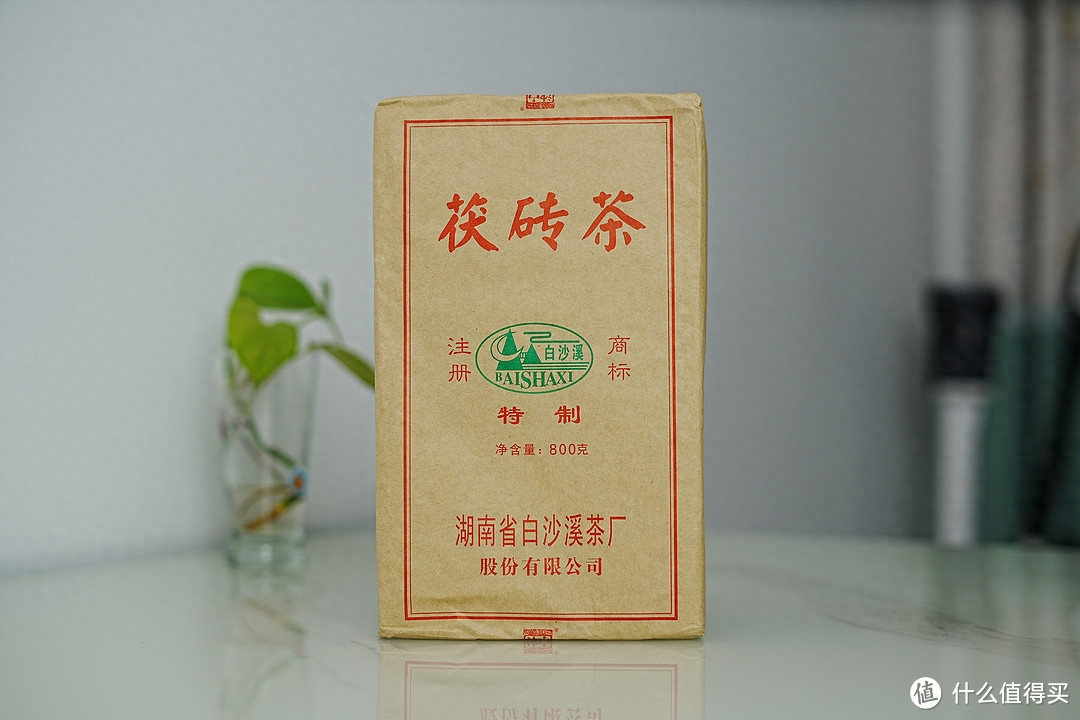 茯砖茶
注册
白沙溪
BAISHAXI
商标
特制
净含量：800克
湖南省白沙溪茶厂
股份有限公司
值 什么值得买